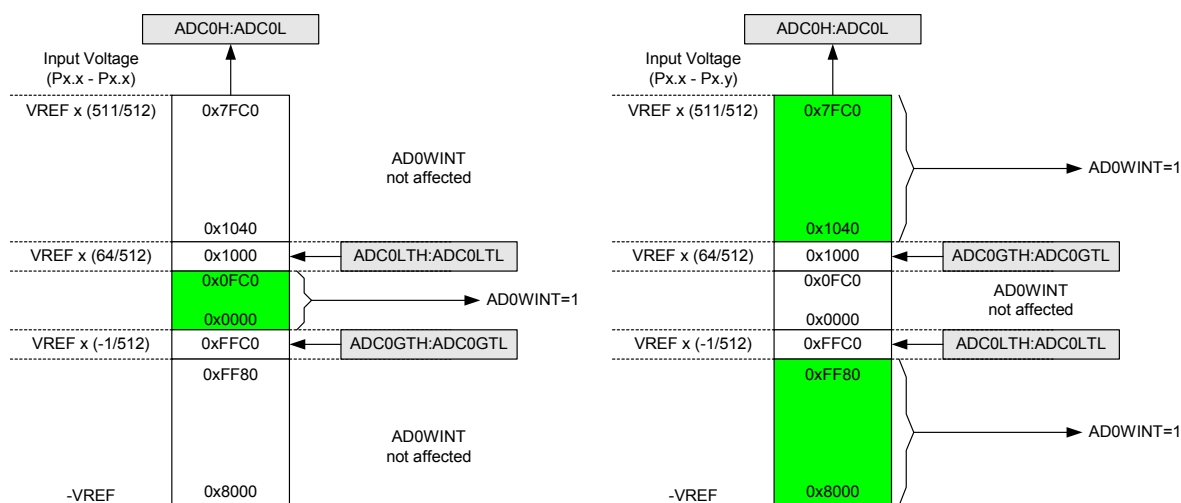 ADC0H:ADC0L
Input Voltage
(Px.x - Px.x)
VREF x (511/512)
0x7FC0
AD0WINT
not affected
0x1040
VREF x (64/512)
0x1000
ADC0LTH:ADC0LTL
0x0FC0
AD0WINT=1
0x0000
VREF x (-1/512)
0xFFC0
ADC0GTH:ADC0GTL
0xFF80
AD0WINT
not affected
-VREF
0x8000
ADC0H:ADC0L
Input Voltage
(Px.x - Px.y)
VREF x (511/512)
0x7FC0
AD0WINT=1
0x1040
VREF x (64/512)
0x1000
ADC0GTH:ADC0GTL
0x0FC0
AD0WINT
not affected
0x0000
VREF x (-1/512)
0xFFC0
ADC0LTH:ADC0LTL
0xFF80
AD0WINT=1
-VREF
0x8000